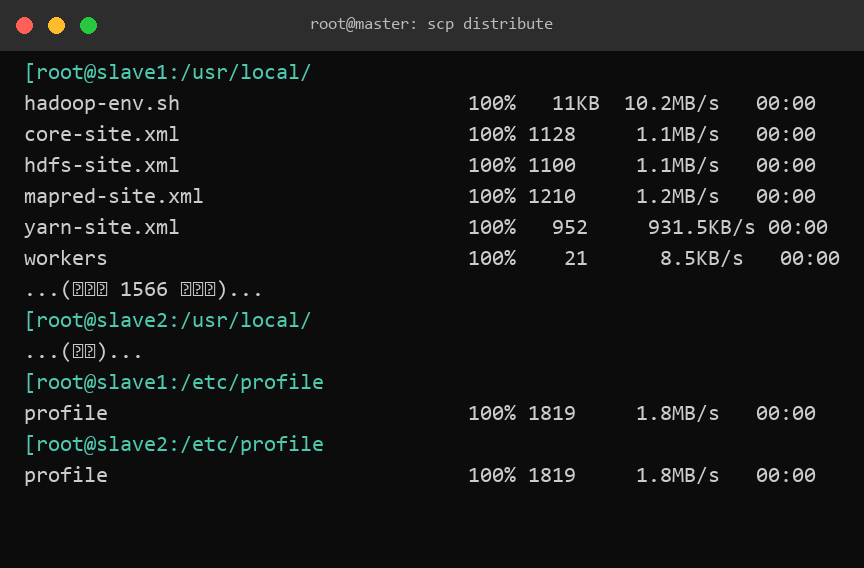 root@master: scp distribute
[root@slave1:/usr/local/
hadoop-env.sh 100% 11KB 10.2MB/s 00:00
core-site.xml 100% 1128 1.1MB/s 00:00
hdfs-site.xml 100% 1100 1.1MB/s 00:00
mapred-site.xml 100% 1210 1.2MB/s 00:00
yarn-site.xml 100% 952 931.5KB/s 00:00
workers 100% 21 8.5KB/s 00:00
...( 1566 )...
[root@slave2:/usr/local/
...()...
[root@slave1:/etc/profile
profile 100% 1819 1.8MB/s 00:00
[root@slave2:/etc/profile
profile 100% 1819 1.8MB/s 00:00